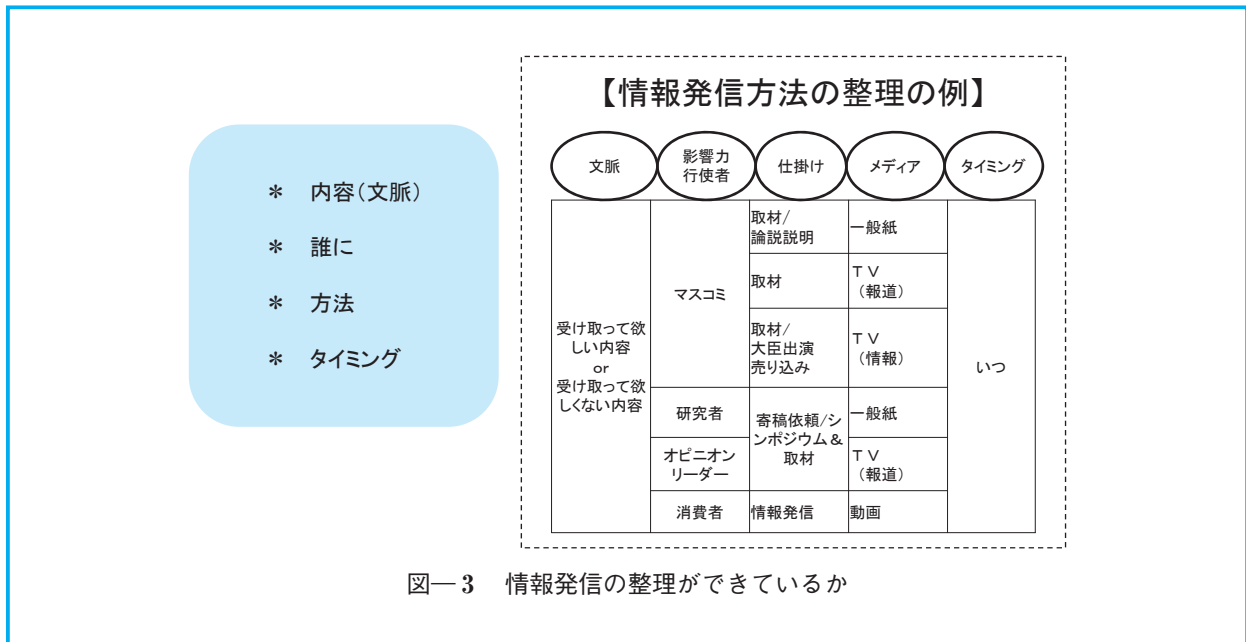 ＊ 内容（文脈）
＊ 誰に
＊ 方法
＊ タイミング
【情報発信方法の整理の例】
文脈
影響力
行使者
仕掛け
メディア
タイミング
受け取って欲
しい内容
or
受け取って欲
しくない内容
マスコミ
取材/
論説説明
一般紙
取材
ＴＶ
（報道）
取材/
大臣出演
売り込み
ＴＶ
（情報）
いつ
研究者
寄稿依頼/シ
ンポジウム＆
取材
一般紙
オピニオン
リーダー
ＴＶ
（報道）
消費者
情報発信
動画
図―3 情報発信の整理ができているか